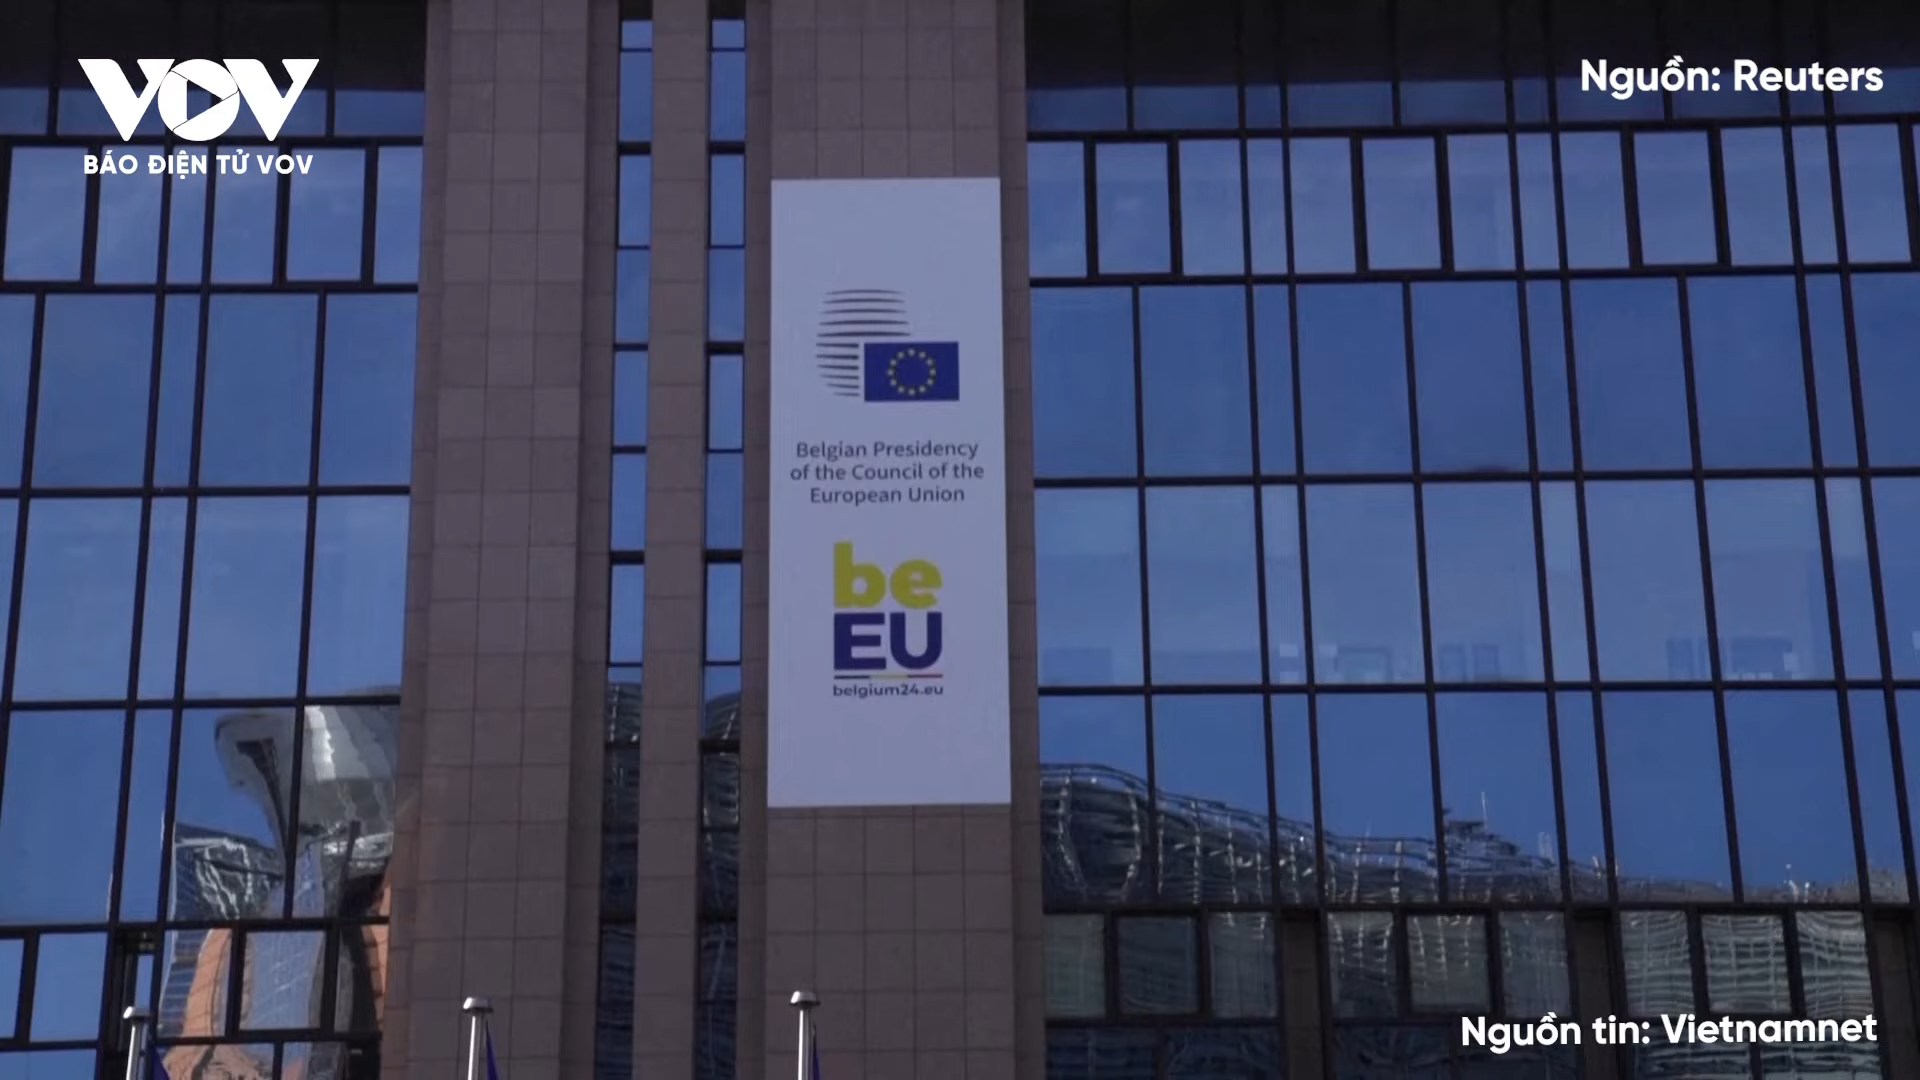 VOV
BÁO ĐIỆN TỬ VOV
Nguồn: Reuters
Belgian Presidency
of the Council of the
European Union
be
EU
belgium24.eu
Nguồn tin: Vietnamnet